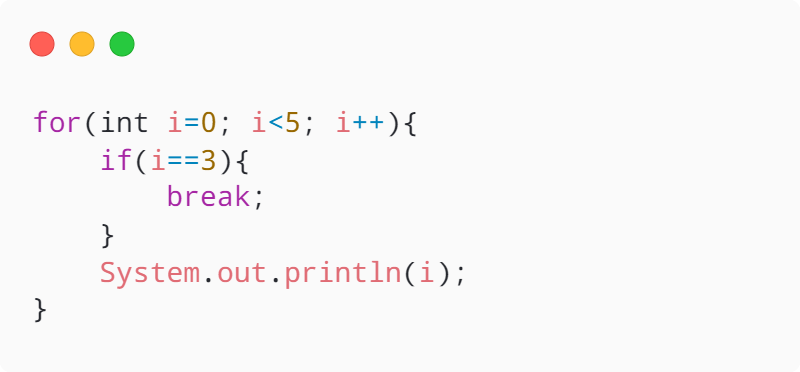 for(int i=0; i<5; i++){
    if(i==3){
        break;
    }
    System.out.println(i);
}